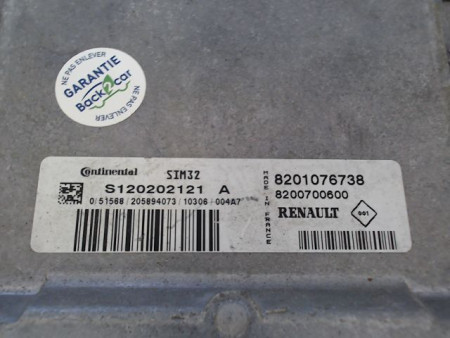 NE PAS ENLEVER
GARANTIE
Back2car
NE PAS ENLEVER
Continental SIM32
S120202121 A
0/51568 205894073 10306 004A7
MADE IN FRANCE
8201076738
8200700600
RENAULT
001